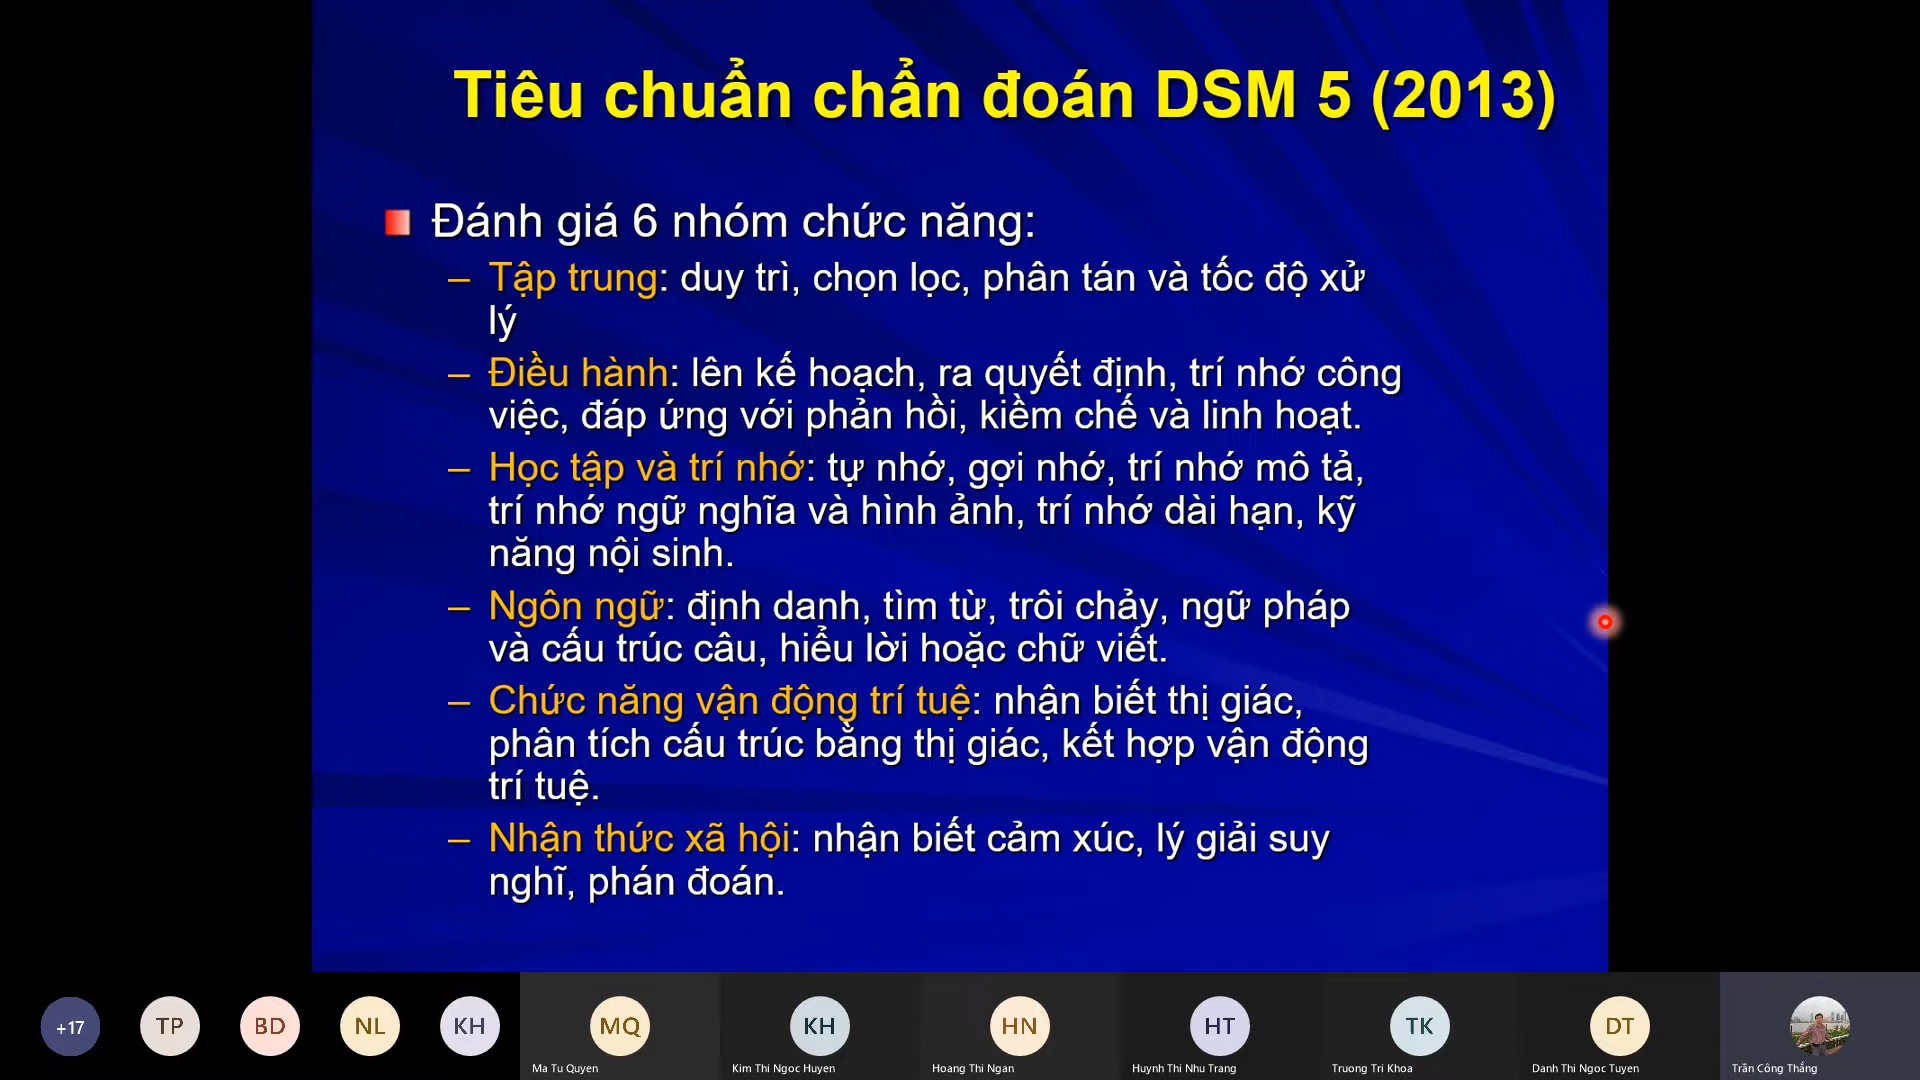 Tiêu chuẩn chẩn đoán DSM 5 (2013)
Đánh giá 6 nhóm chức năng:
– Tập trung: duy trì, chọn lọc, phân tán và tốc độ xử
lý
– Điều hành: lên kế hoạch, ra quyết định, trí nhớ công
việc, đáp ứng với phản hồi, kiềm chế và linh hoạt.
– Học tập và trí nhớ: tự nhớ, gợi nhớ, trí nhớ mô tả,
trí nhớ ngữ nghĩa và hình ảnh, trí nhớ dài hạn, kỹ
năng nội sinh.
– Ngôn ngữ: định danh, tìm từ, trôi chảy, ngữ pháp
và cấu trúc câu, hiểu lời hoặc chữ viết.
– Chức năng vận động trí tuệ: nhận biết thị giác,
phân tích cấu trúc bằng thị giác, kết hợp vận động
trí tuệ.
– Nhận thức xã hội: nhận biết cảm xúc, lý giải suy
nghĩ, phán đoán.
+17 TP BD NL KH MQ KH HN HT TK DT
Ma Tu Quyen Kim Thi Ngoc Huyen Hoang Thi Ngan Huynh Thi Nhu Trang Truong Tri Khoa Danh Thi Ngoc Tuyen Trần Công Thắng